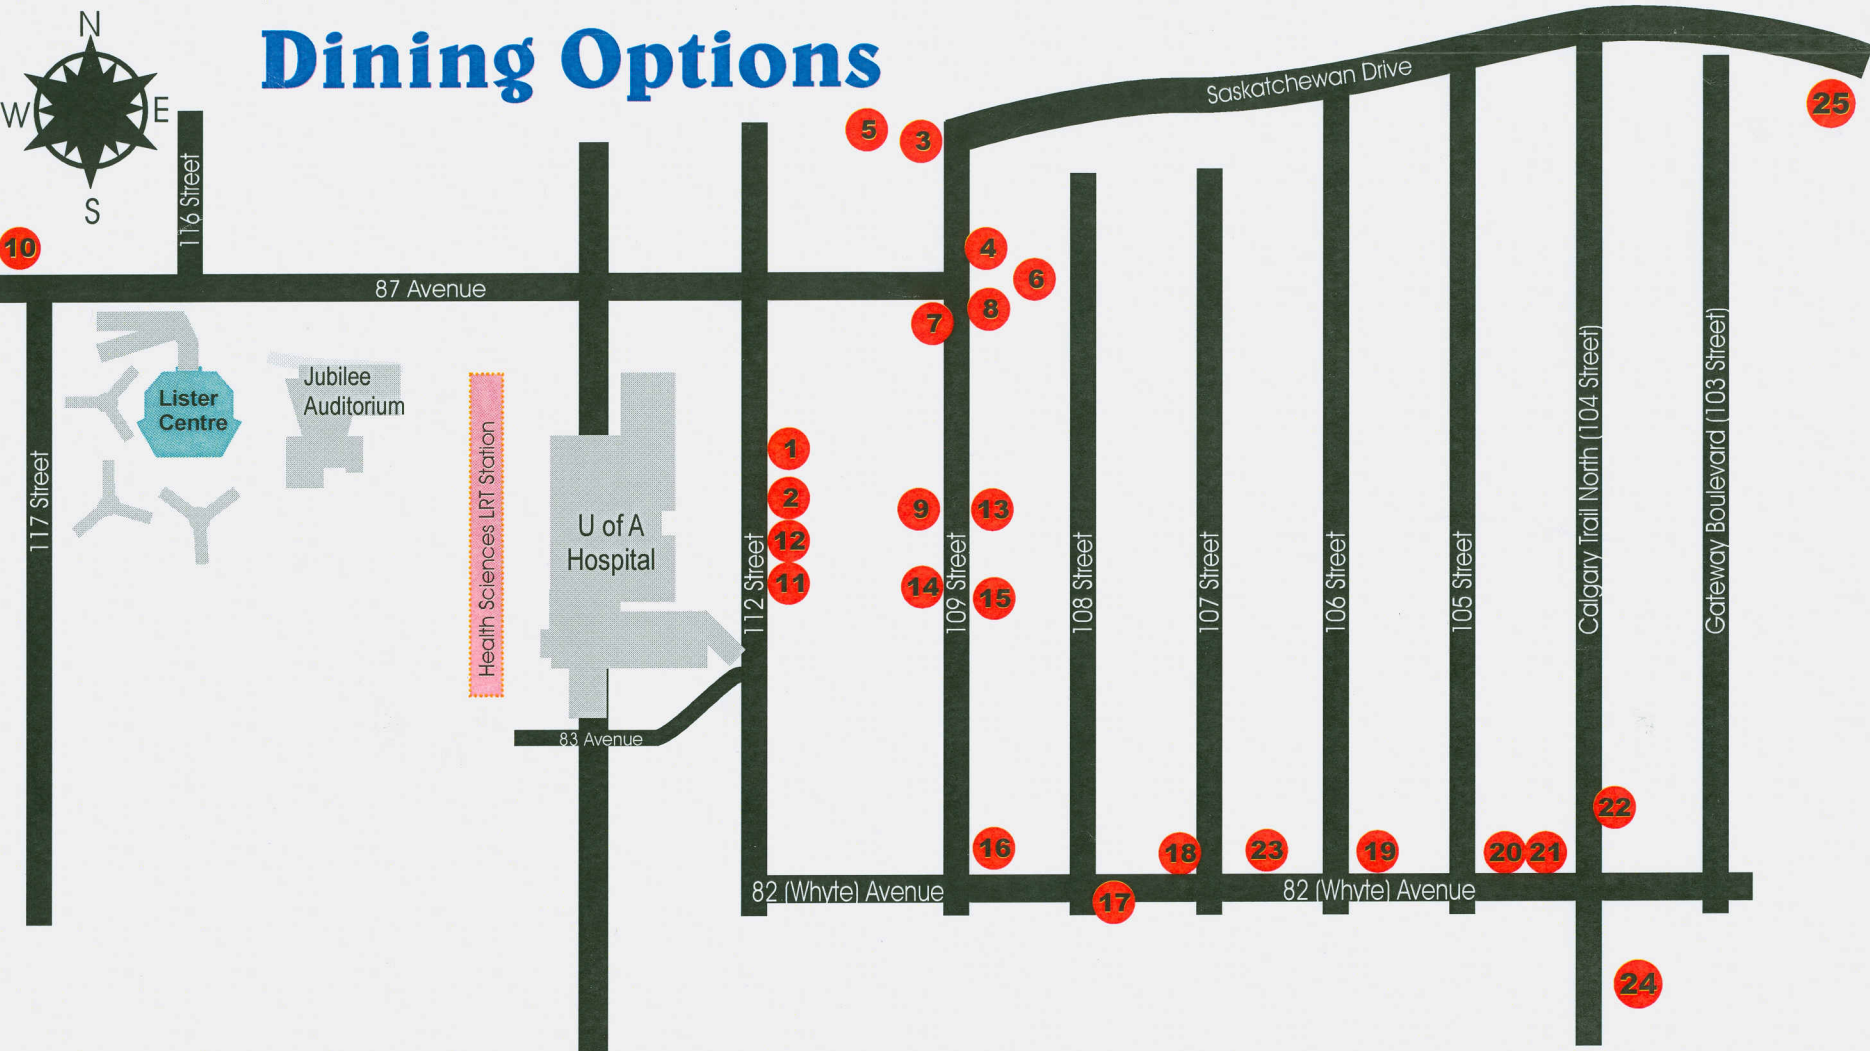 Dining Options
N
W
E
S
Saskatchewan Drive
25
5
3
116 Street
10
4
6
87 Avenue
8
7
Jubilee
Auditorium
Lister
Centre
117 Street
Health Sciences LRT Station
U of A
Hospital
1
2
12
11
112 Street
9
13
14
15
109 Street
108 Street
107 Street
106 Street
105 Street
Calgary Trail North (104 Street)
Gateway Boulevard (103 Street)
83 Avenue
22
16
18
23
19
20
21
82 (Whyte) Avenue
82 (Whyte) Avenue
17
24